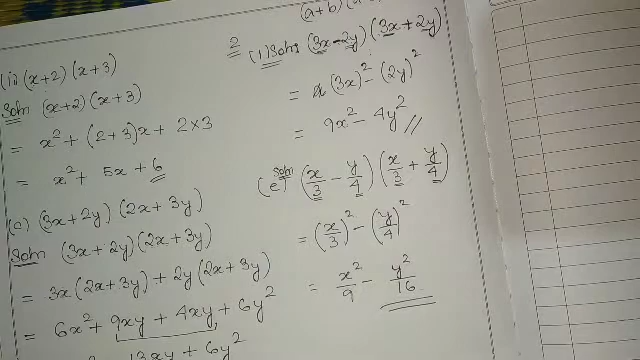 (ii) (x+2) (x+3)
Soln (x+2) (x+3)
= x² + (2+3)x + 2×3
= x² + 5x + 6
(c) (3x+2y) (2x+3y)
Soln (3x+2y)(2x+3y)
= 3x(2x+3y) + 2y(2x+3y)
= 6x² + 9xy + 4xy + 6y²
13xy + 6y²
(a+b)
2 (i) Soln (3x-2y) (3x+2y)
= (3x)² - (2y)²
= 9x² - 4y² //
(e) Soln (x/3 - y/4) (x/3 + y/4)
= (x/3)² - (y/4)²
= x²/9 - y²/16